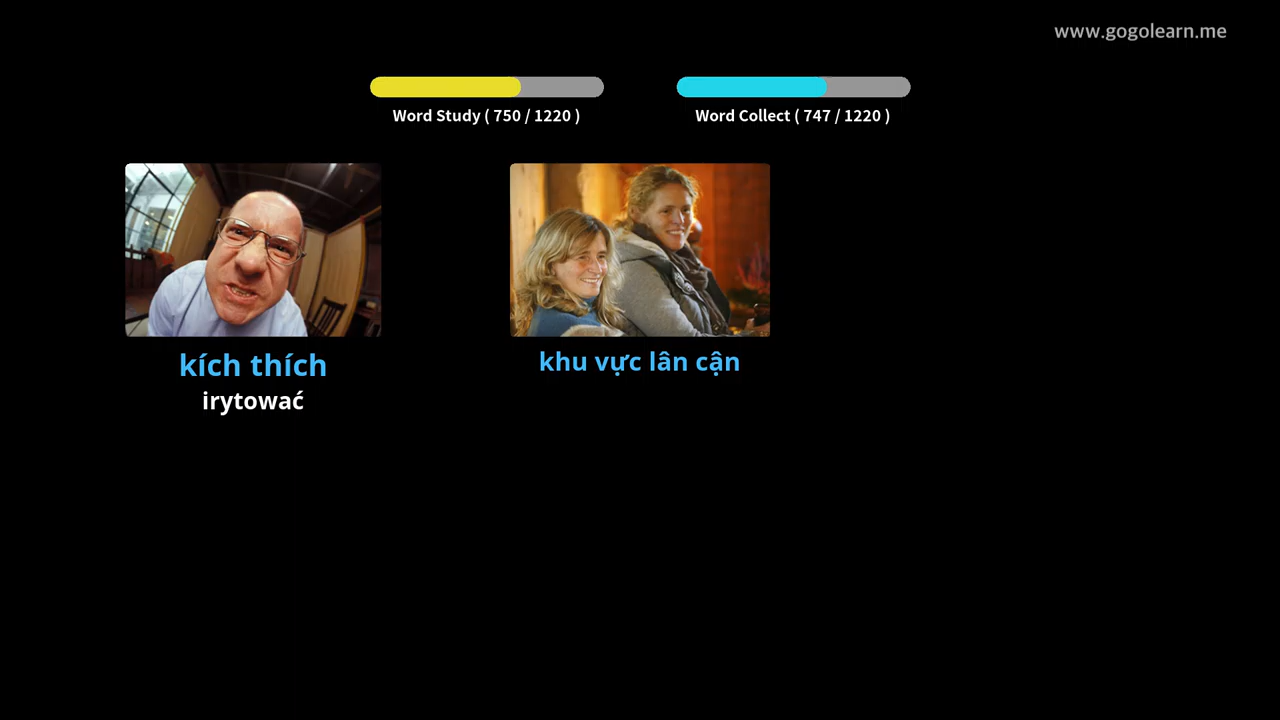 www.gogolearn.me
Word Study ( 750 / 1220 )
Word Collect ( 747 / 1220 )
kích thích
irytować
khu vực lân cận